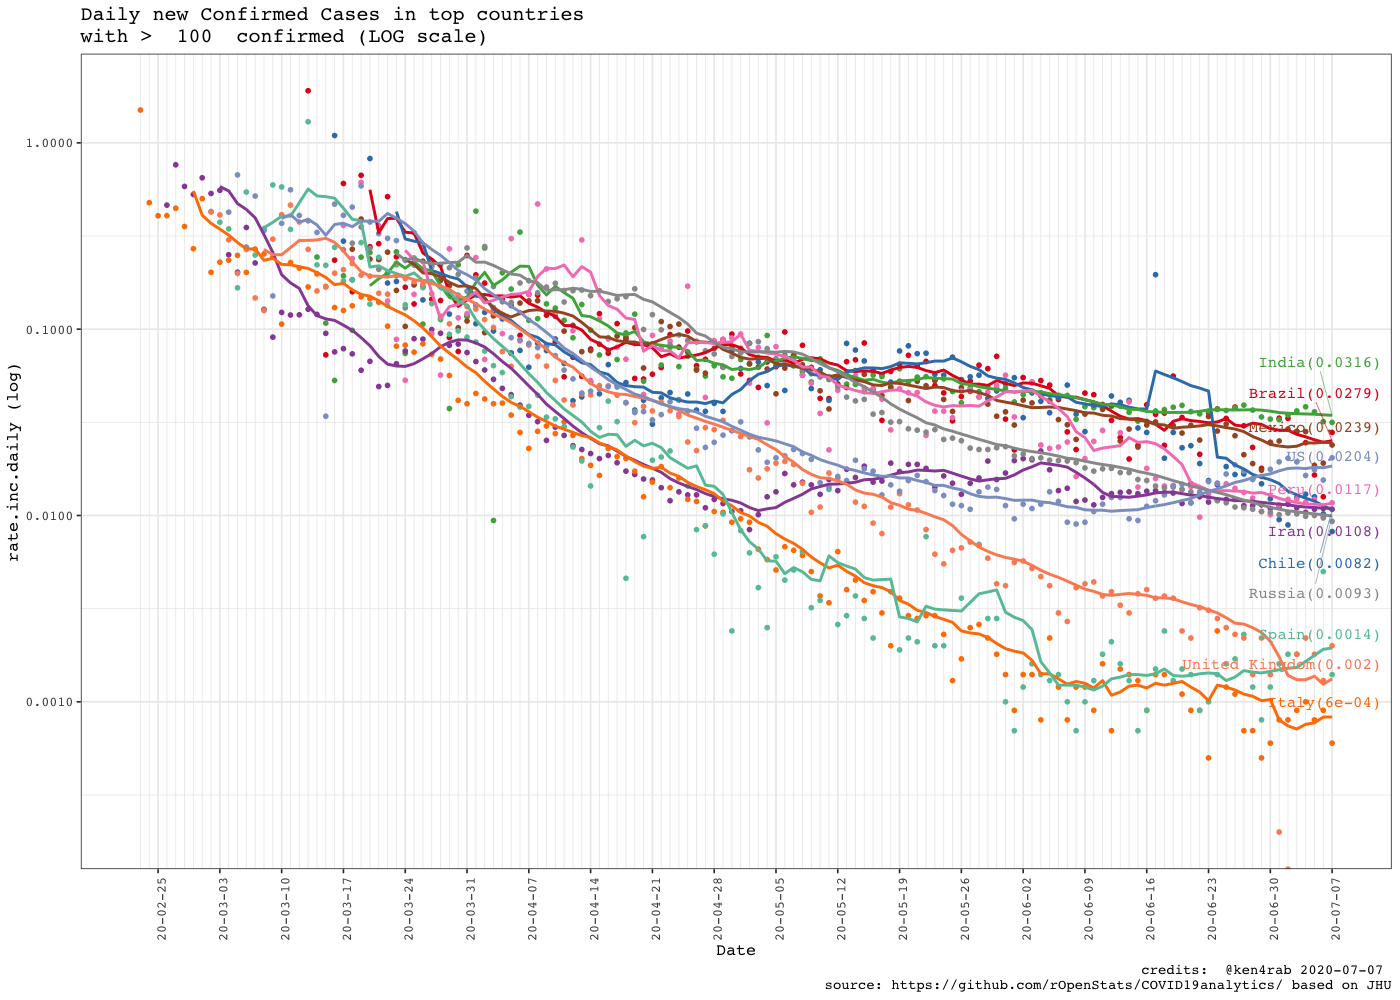 Daily new Confirmed Cases in top countries
with >  100  confirmed (LOG scale)
rate.inc.daily (log)
1.0000
0.1000
0.0100
0.0010
India(0.0316)
Brazil(0.0279)
Mexico(0.0239)
US(0.0204)
Peru(0.0117)
Iran(0.0108)
Chile(0.0082)
Russia(0.0093)
Spain(0.0014)
United Kingdom(0.002)
Italy(6e-04)
20-02-25
20-03-03
20-03-10
20-03-17
20-03-24
20-03-31
20-04-07
20-04-14
20-04-21
20-04-28
20-05-05
20-05-12
20-05-19
20-05-26
20-06-02
20-06-09
20-06-16
20-06-23
20-06-30
20-07-07
Date
credits:  @ken4rab 2020-07-07
source: https://github.com/rOpenStats/COVID19analytics/ based on JHU